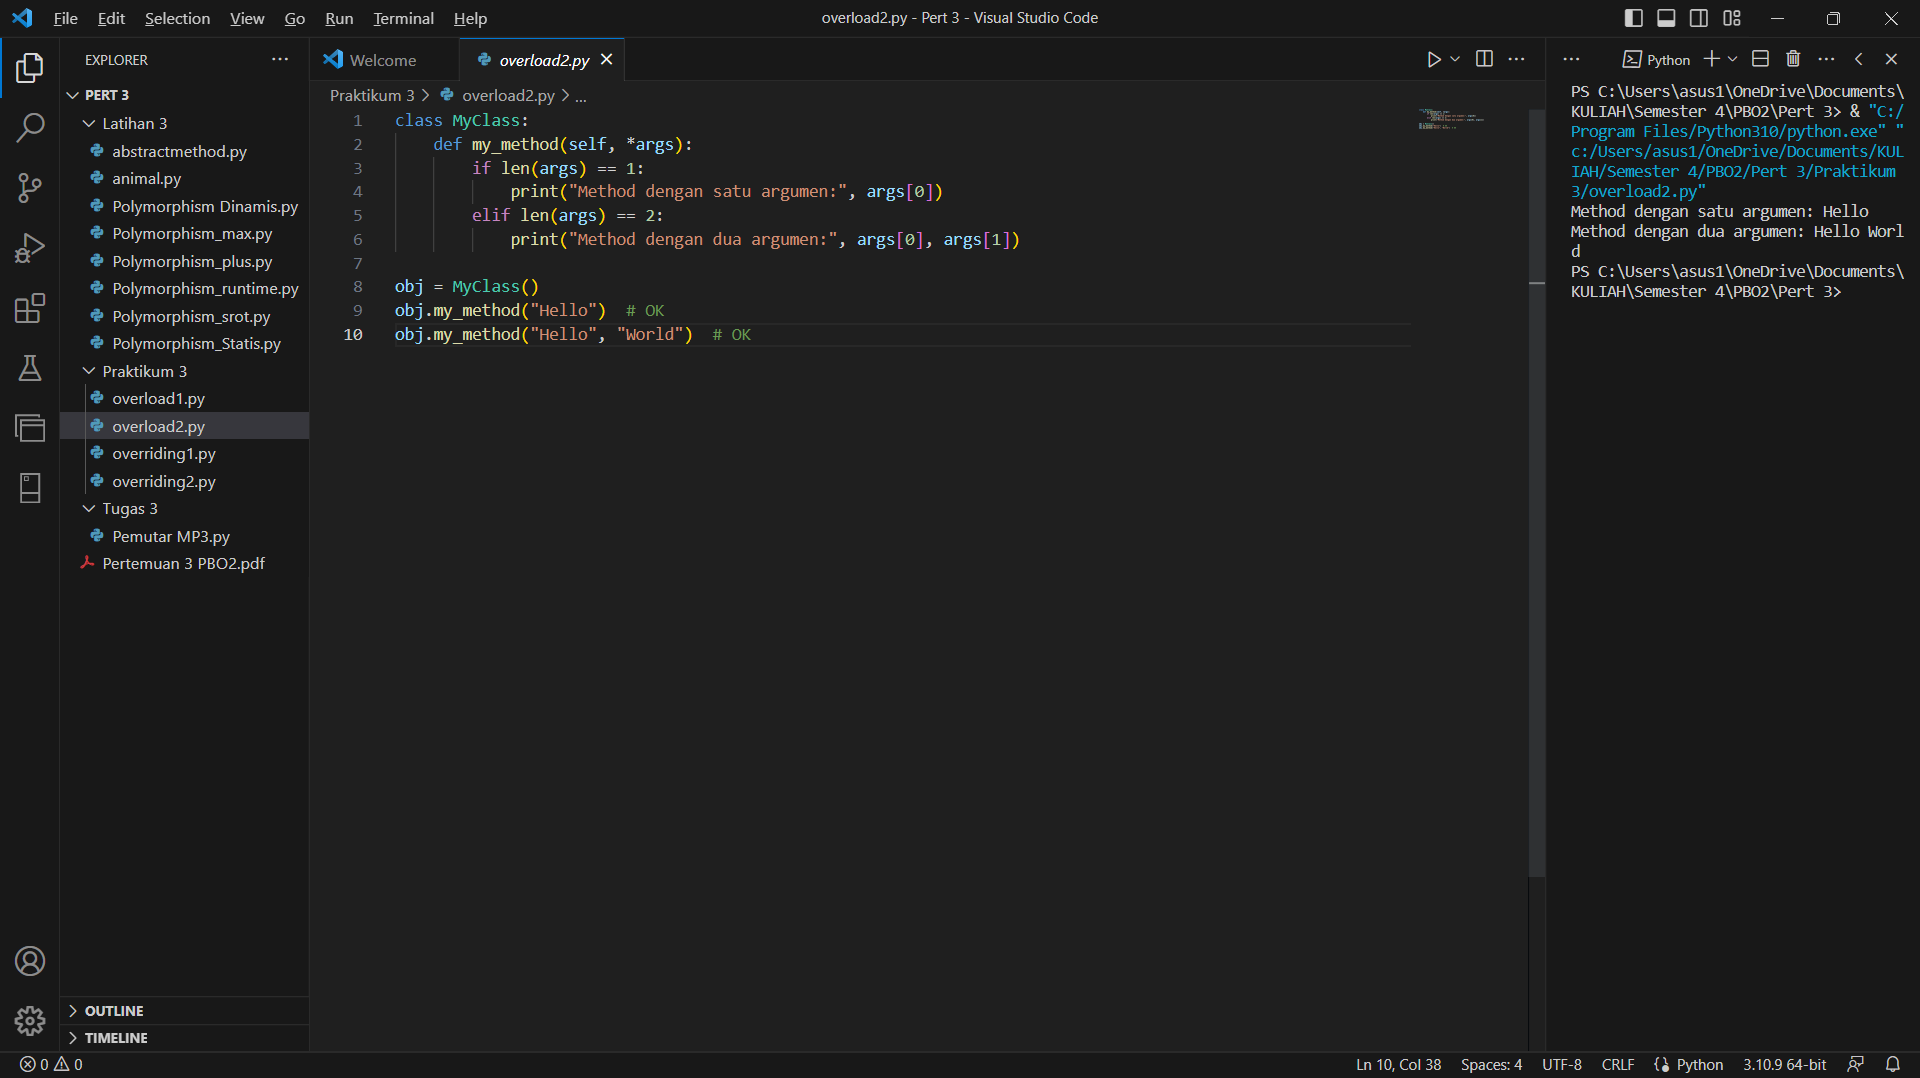 File Edit Selection View Go Run Terminal Help
overload2.py - Pert 3 - Visual Studio Code
EXPLORER
PERT 3
Latihan 3
abstractmethod.py
animal.py
Polymorphism Dinamis.py
Polymorphism_max.py
Polymorphism_plus.py
Polymorphism_runtime.py
Polymorphism_srot.py
Polymorphism_Statis.py
Praktikum 3
overload1.py
overload2.py
overriding1.py
overriding2.py
Tugas 3
Pemutar MP3.py
Pertemuan 3 PBO2.pdf
OUTLINE
TIMELINE
Welcome
overload2.py
Praktikum 3 > overload2.py > ...
1 class MyClass:
2 def my_method(self, *args):
3 if len(args) == 1:
4 print("Method dengan satu argumen:", args[0])
5 elif len(args) == 2:
6 print("Method dengan dua argumen:", args[0], args[1])
7
8 obj = MyClass()
9 obj.my_method("Hello") # OK
10 obj.my_method("Hello", "World") # OK
Python
PS C:\Users\asus1\OneDrive\Documents\
KULIAH\Semester 4\PBO2\Pert 3> & "C:/
Program Files/Python310/python.exe" "
c:/Users/asus1/OneDrive/Documents/KUL
IAH/Semester 4/PBO2/Pert 3/Praktikum
3/overload2.py"
Method dengan satu argumen: Hello
Method dengan dua argumen: Hello Worl
d
PS C:\Users\asus1\OneDrive\Documents\
KULIAH\Semester 4\PBO2\Pert 3>
0 0
Ln 10, Col 38 Spaces: 4 UTF-8 CRLF Python 3.10.9 64-bit